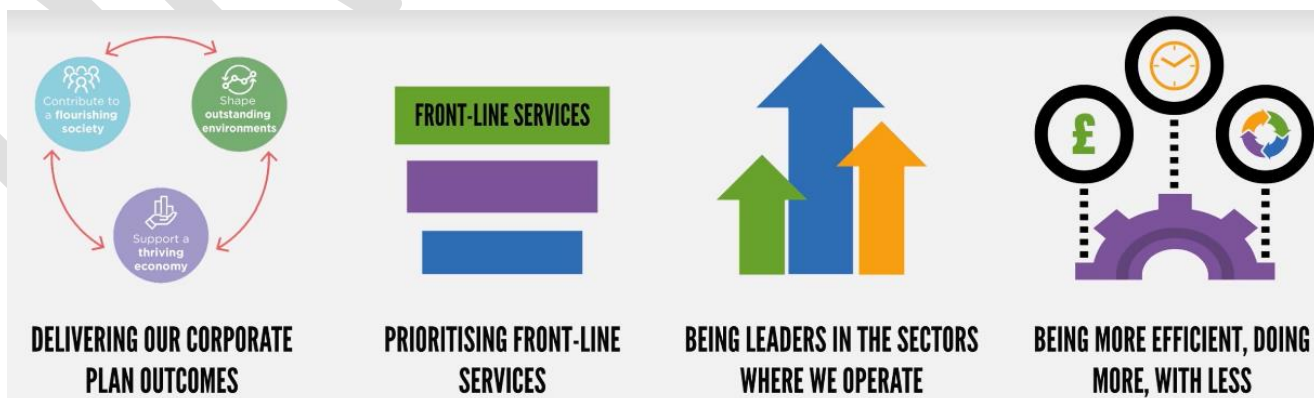 Contribute to
a flourishing
society
Shape
outstanding
environments
Support a
thriving
economy
DELIVERING OUR CORPORATE
PLAN OUTCOMES
FRONT-LINE SERVICES
PRIORITISING FRONT-LINE
SERVICES
BEING LEADERS IN THE SECTORS
WHERE WE OPERATE
£
BEING MORE EFFICIENT, DOING
MORE, WITH LESS